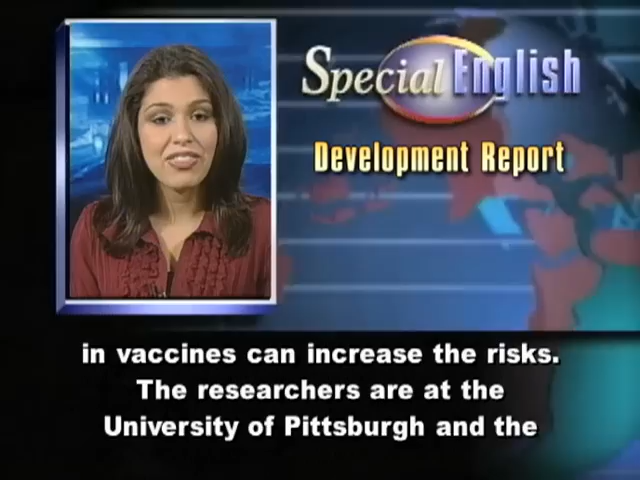 Special English
Development Report
in vaccines can increase the risks.
The researchers are at the
University of Pittsburgh and the